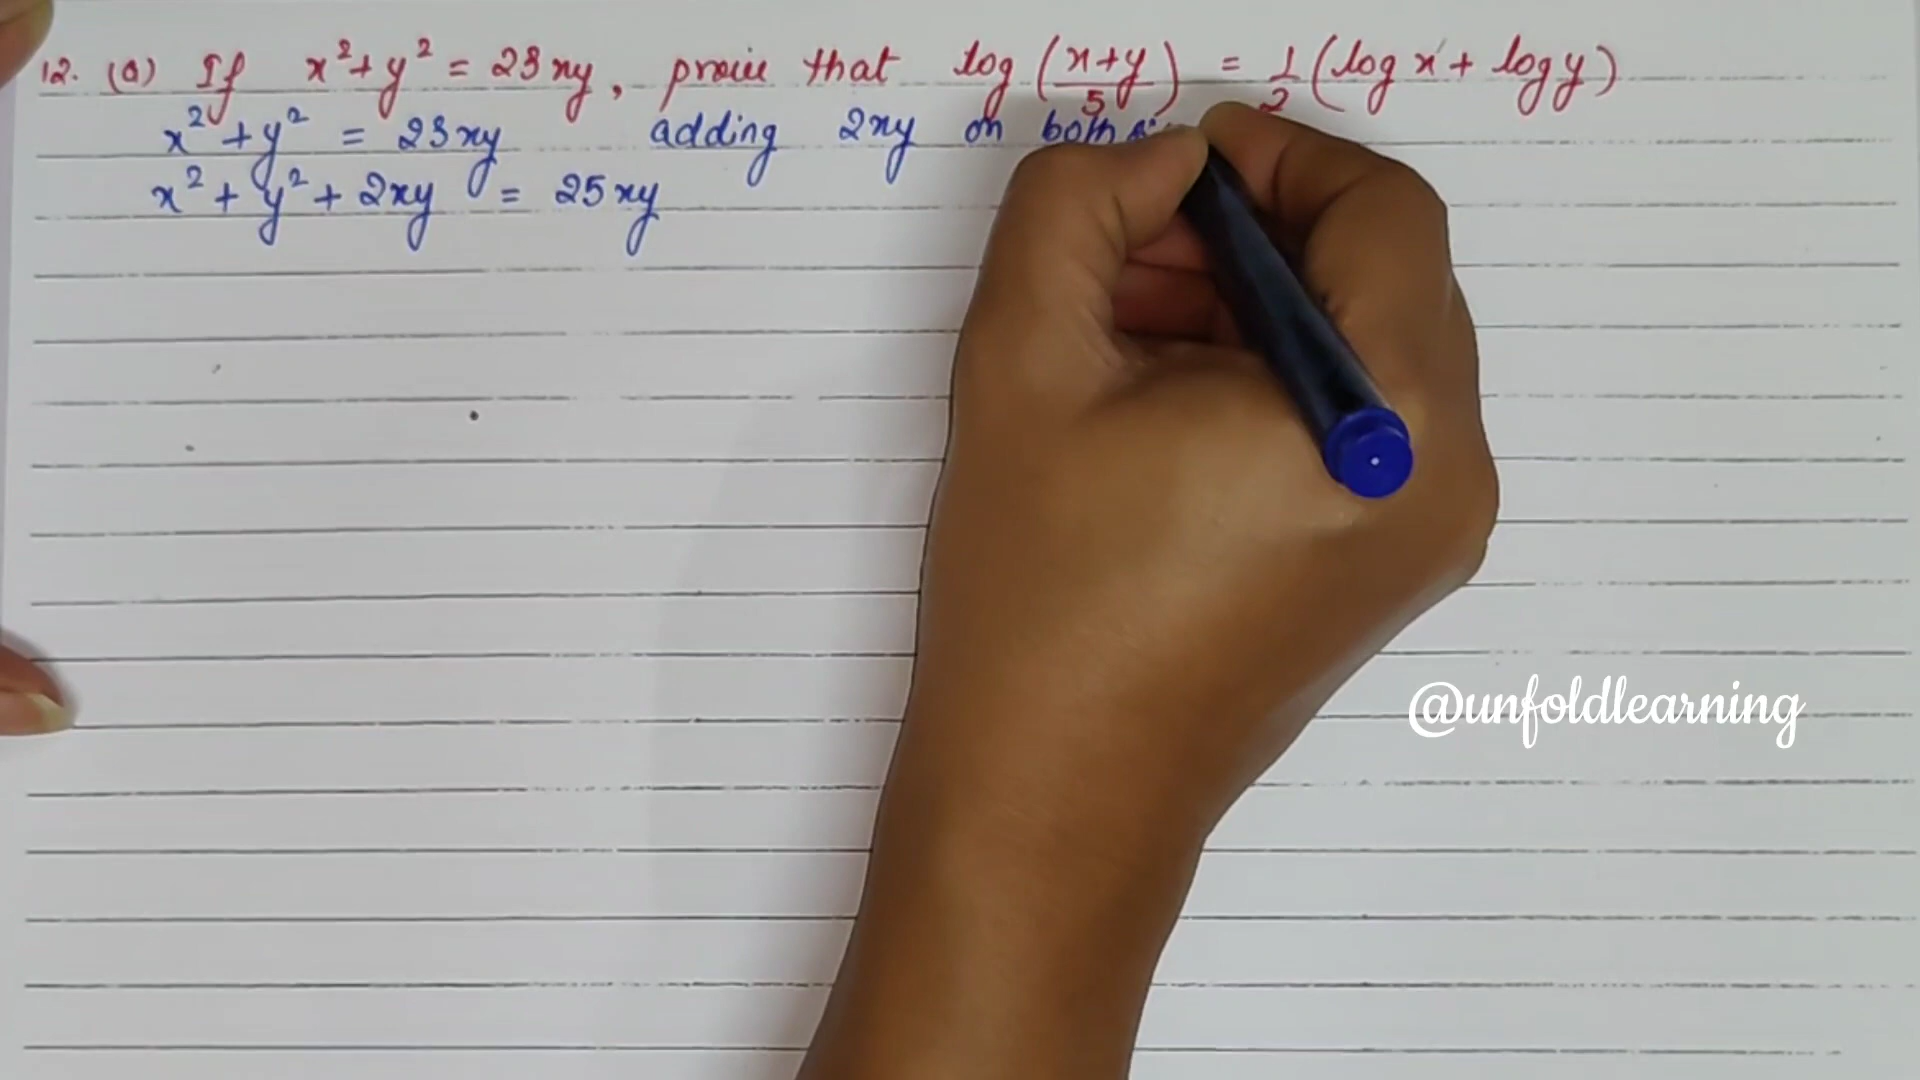 12. (a) If x² + y² = 23xy, prove that log (x+y/5) = 1/2 (log x + log y)
x² + y² = 23xy adding 2xy on both
x² + y² + 2xy = 25xy
@unfoldlearning